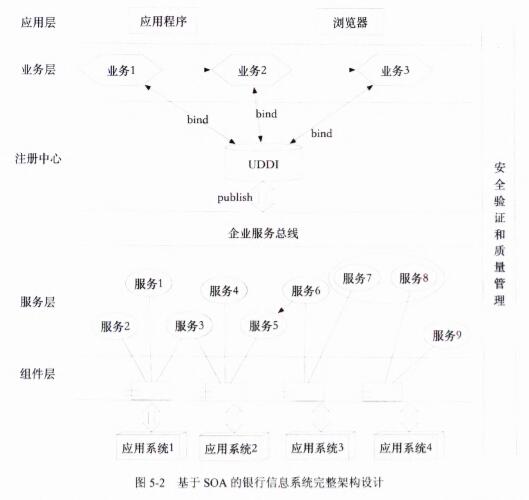 应用层 应用程序 浏览器
业务层 业务1 业务2 业务3
bind bind bind
注册中心 UDDI
publish
企业服务总线
服务层 服务1 服务4 服务6 服务7 服务8
服务2 服务3 服务5 服务9
组件层
应用系统1 应用系统2 应用系统3 应用系统4
安全验证和质量管理
图 5-2 基于 SOA 的银行信息系统完整架构设计